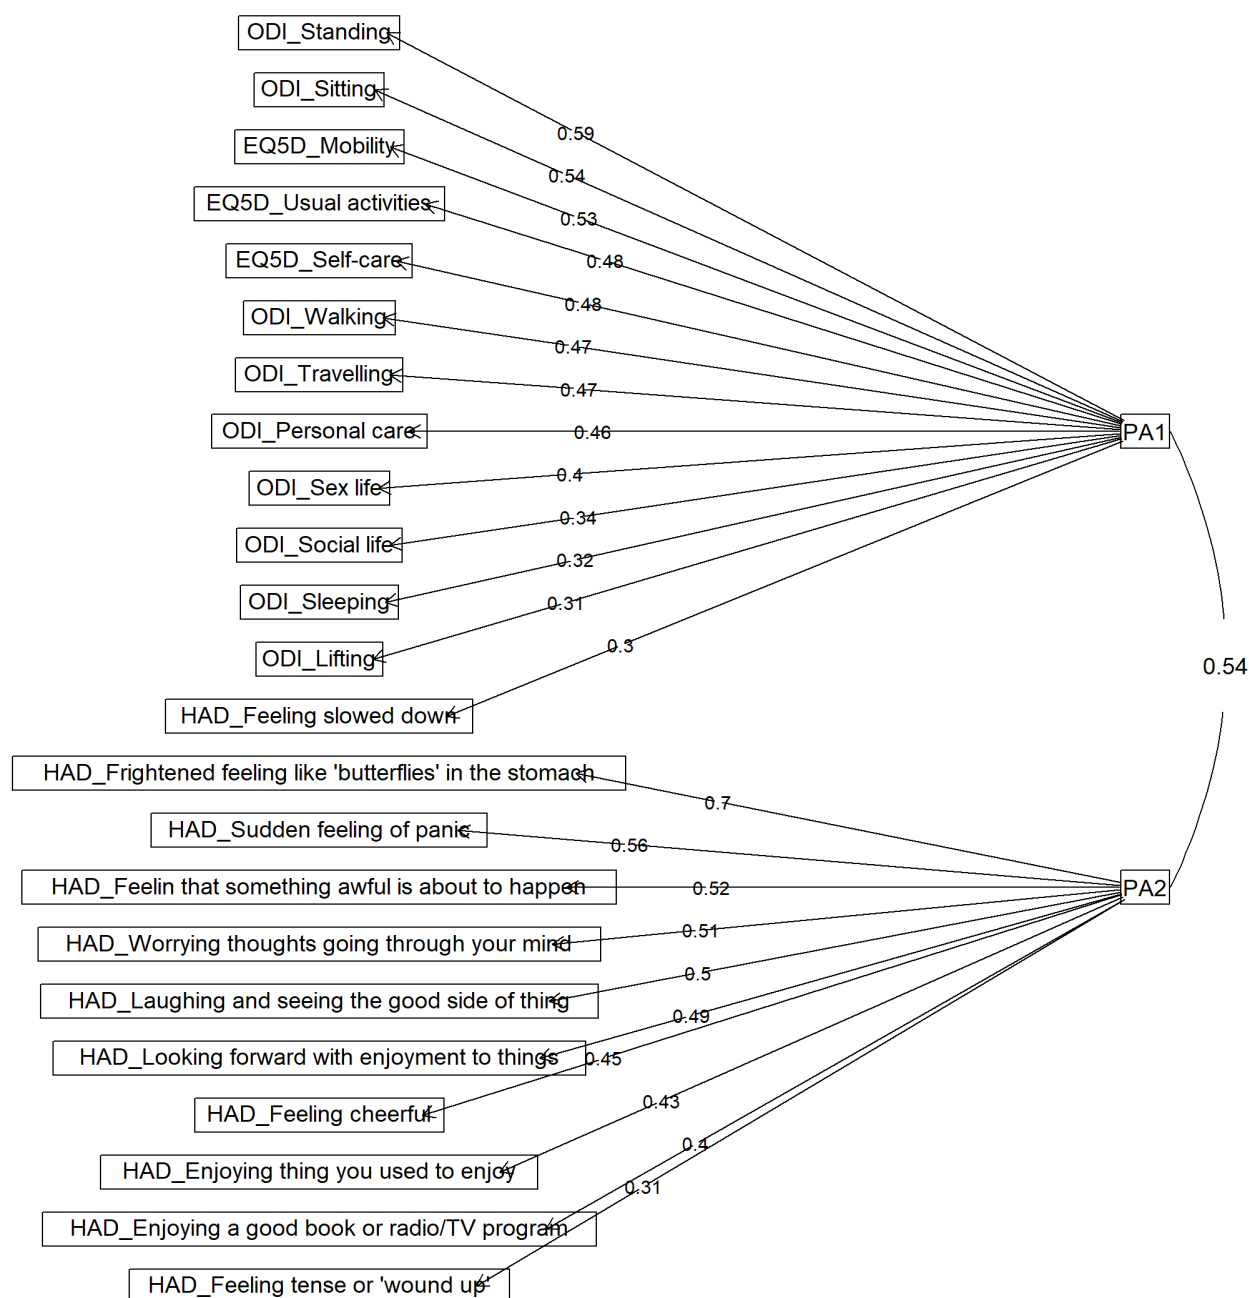 ODI_Standing
ODI_Sitting
0.59
EQ5D_Mobility
0.54
EQ5D_Usual activities
0.53
EQ5D_Self-care
0.48
ODI_Walking
0.48
0.47
ODI_Travelling
0.47
ODI_Personal care
0.46
PA1
ODI_Sex life
0.4
ODI_Social life
0.34
0.32
ODI_Sleeping
0.31
ODI_Lifting
0.3
0.54
HAD_Feeling slowed down
HAD_Frightened feeling like 'butterflies' in the stomach
0.7
HAD_Sudden feeling of panic
0.56
HAD_Feelin that something awful is about to happen
0.52
PA2
HAD_Worrying thoughts going through your mind
0.51
0.5
HAD_Laughing and seeing the good side of thing
0.49
HAD_Looking forward with enjoyment to things
0.45
HAD_Feeling cheerful
0.43
0.4
HAD_Enjoying thing you used to enjoy
0.31
HAD_Enjoying a good book or radio/TV program
HAD_Feeling tense or 'wound up'